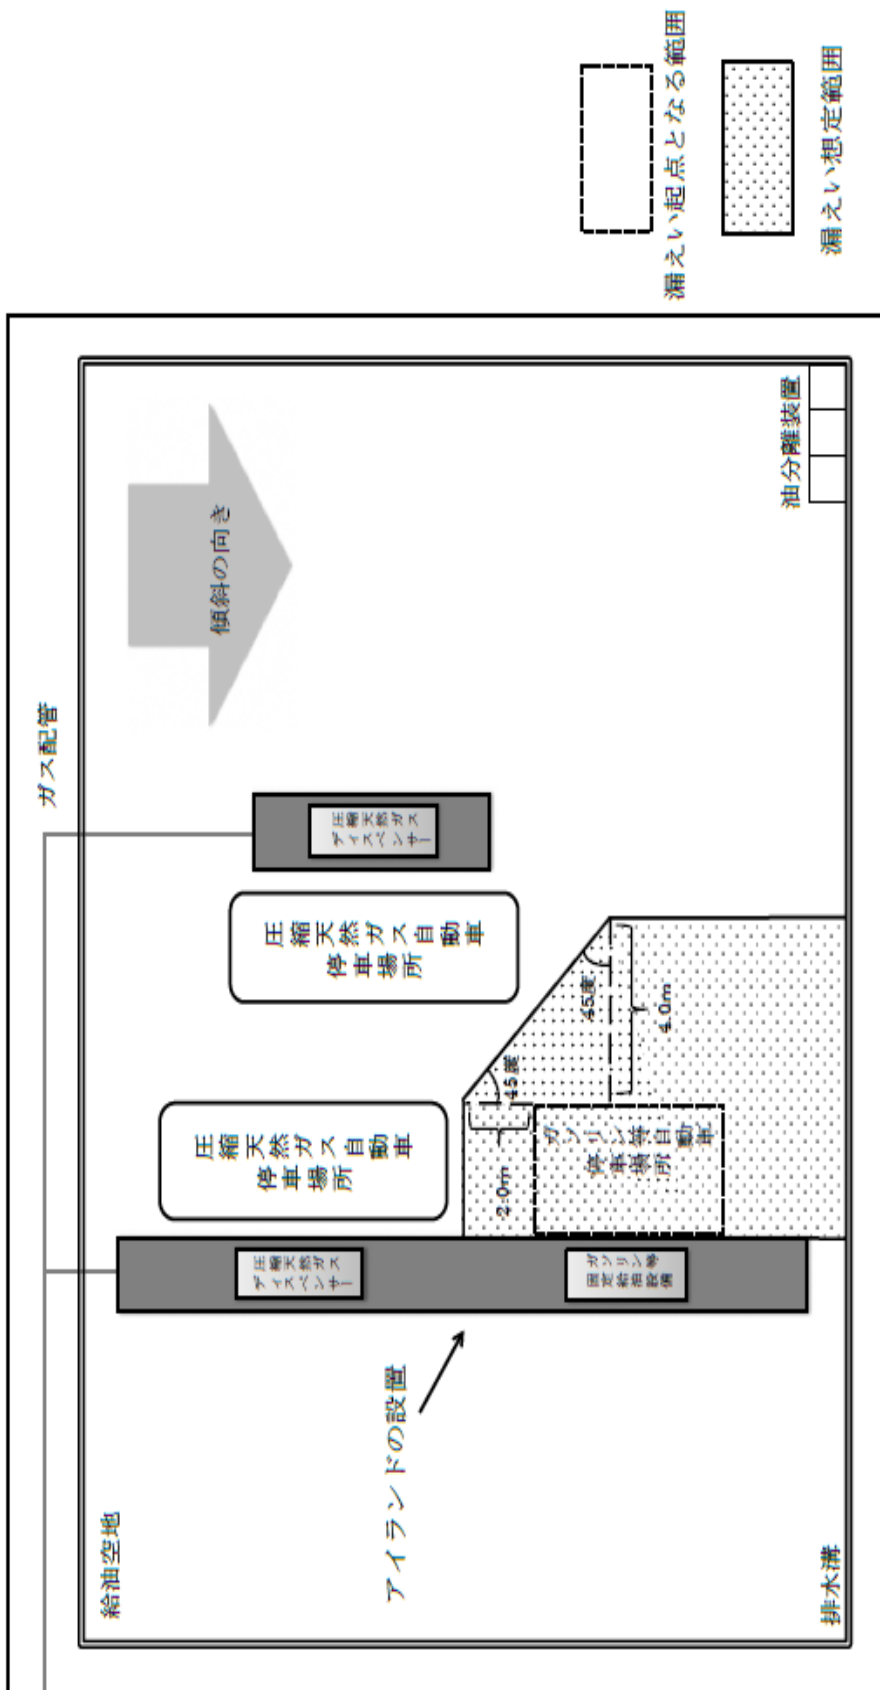 給油空地
ガス配管
傾斜の向き
アイランドの設置
圧縮天然ガス
ディスペンサー
圧縮天然ガス自動車
停車場所
圧縮天然ガス自動車
停車場所
圧縮天然ガス
ディスペンサー
ガソリン等
固定給油設備
2.0m
ガソリン等自動車
停車場所
45度
45度
4.0m
排水溝
油分離装置
漏えい起点となる範囲
漏えい想定範囲